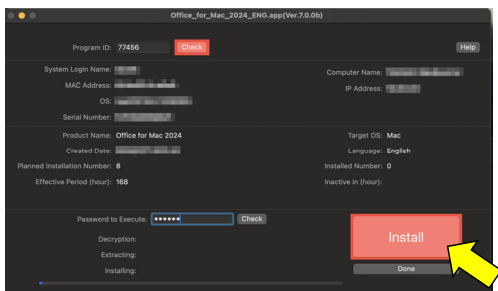 Office_for_Mac_2024_ENG.app(Ver.7.0.0b)
Program ID: 77456 Check Help
System Login Name: Computer Name:
MAC Address: IP Address:
OS:
Serial Number:
Product Name: Office for Mac 2024 Target OS: Mac
Created Date: Language: English
Planned Installation Number: 8 Installed Number: 0
Effective Period (hour): 168 Inactive in (hour):
Password to Execute: •••••• Check
Decryption: Install
Extracting:
Installing: Done